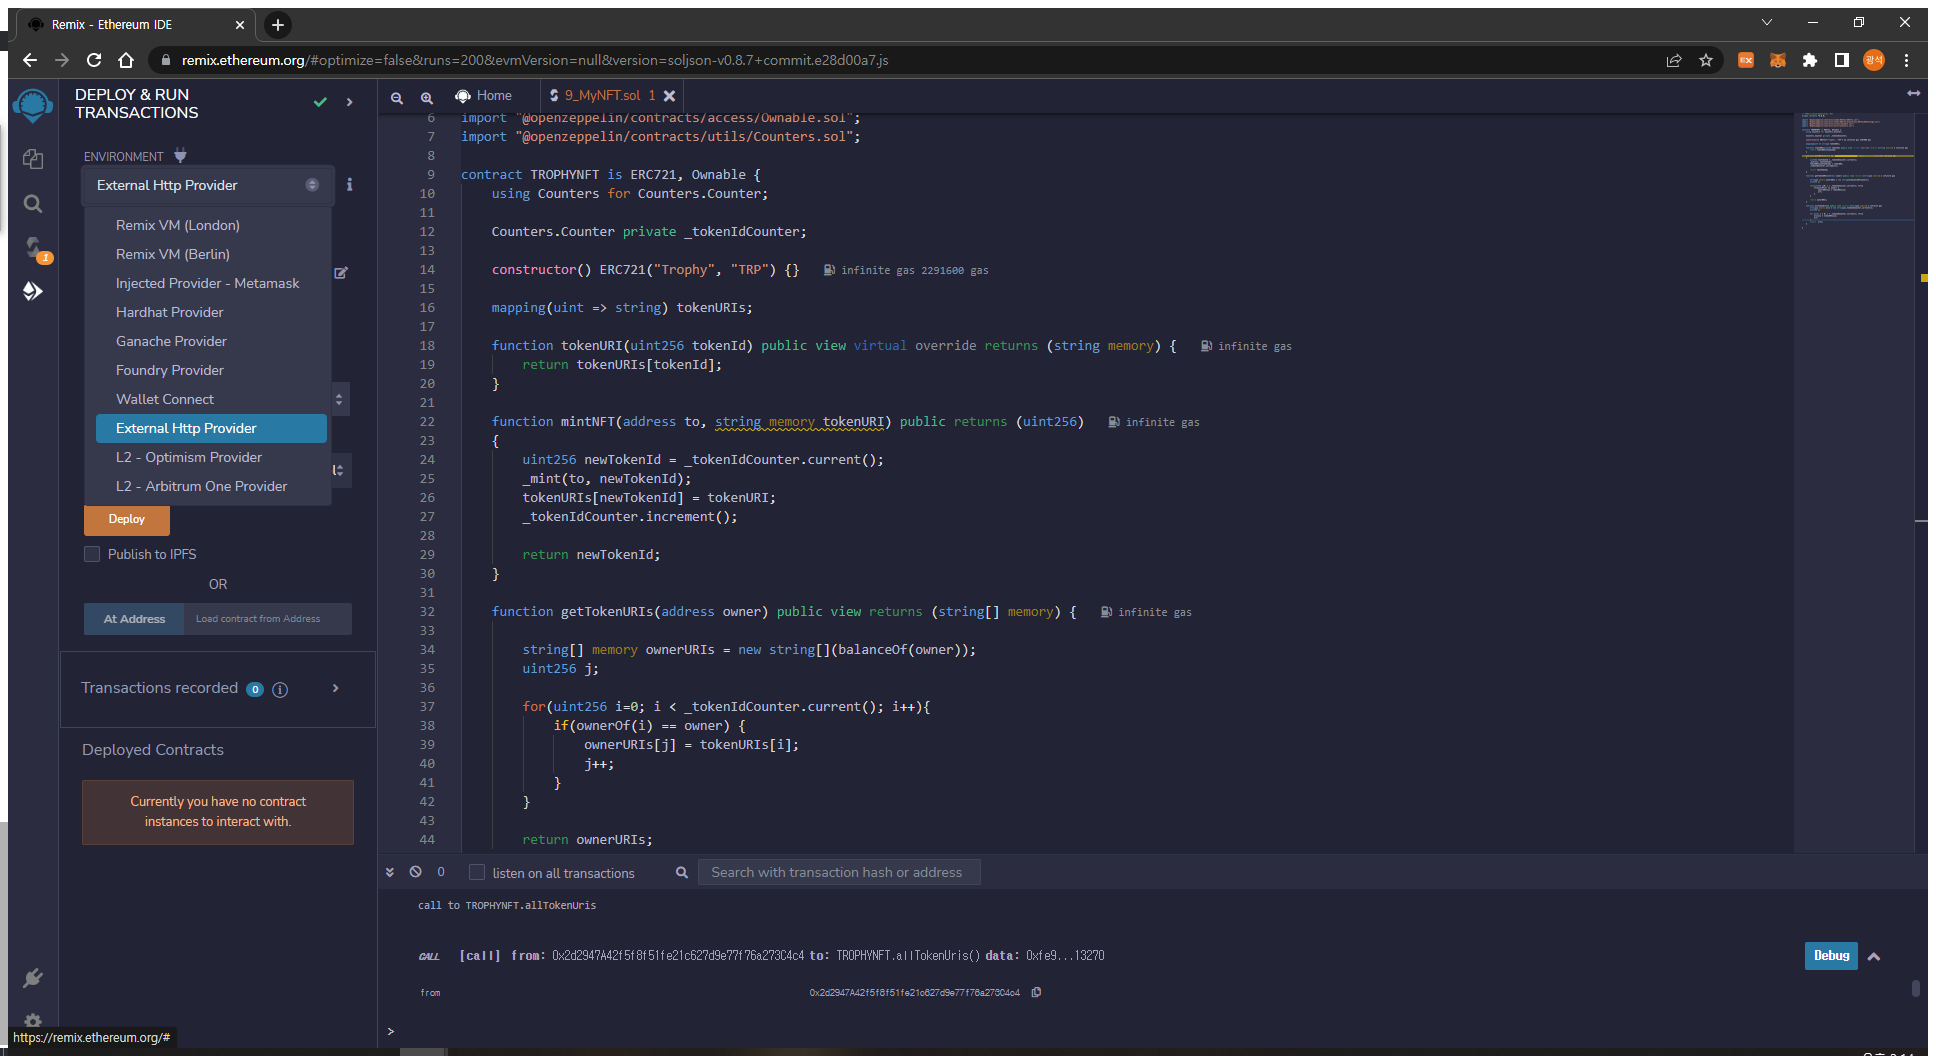 Remix - Ethereum IDE
remix.ethereum.org/#optimize=false&runs=200&evmVersion=null&version=soljson-v0.8.7+commit.e28d00a7.js
EX
광석
DEPLOY & RUN
TRANSACTIONS
ENVIRONMENT
External Http Provider
Remix VM (London)
Remix VM (Berlin)
Injected Provider - Metamask
Hardhat Provider
Ganache Provider
Foundry Provider
Wallet Connect
External Http Provider
L2 - Optimism Provider
L2 - Arbitrum One Provider
1
Deploy
Publish to IPFS
OR
At Address
Load contract from Address
Transactions recorded 0
Deployed Contracts
Currently you have no contract
instances to interact with.
https://remix.ethereum.org/#
Home
9_MyNFT.sol 1
6 import "@openzeppelin/contracts/access/Ownable.sol";
7 import "@openzeppelin/contracts/utils/Counters.sol";
8
9 contract TROPHYNFT is ERC721, Ownable {
10 using Counters for Counters.Counter;
11
12 Counters.Counter private _tokenIdCounter;
13
14 constructor() ERC721("Trophy", "TRP") {} infinite gas 2291600 gas
15
16 mapping(uint => string) tokenURIs;
17
18 function tokenURI(uint256 tokenId) public view virtual override returns (string memory) { infinite gas
19 return tokenURIs[tokenId];
20 }
21
22 function mintNFT(address to, string memory tokenURI) public returns (uint256) infinite gas
23 {
24 uint256 newTokenId = _tokenIdCounter.current();
25 _mint(to, newTokenId);
26 tokenURIs[newTokenId] = tokenURI;
27 _tokenIdCounter.increment();
28
29 return newTokenId;
30 }
31
32 function getTokenURIs(address owner) public view returns (string[] memory) { infinite gas
33
34 string[] memory ownerURIs = new string[](balanceOf(owner));
35 uint256 j;
36
37 for(uint256 i=0; i < _tokenIdCounter.current(); i++){
38 if(ownerOf(i) == owner) {
39 ownerURIs[j] = tokenURIs[i];
40 j++;
41 }
42 }
43
44 return ownerURIs;
0 listen on all transactions
Search with transaction hash or address
call to TROPHYNFT.allTokenUris
CALL [call] from: 0x2d2947A42f5f8f51fe21c627d9e77f76a273C4c4 to: TROPHYNFT.allTokenUris() data: 0xfe9...13270
Debug
from 0x2d2947A42f5f8f51fe21c627d9e77f76a273C4c4
>